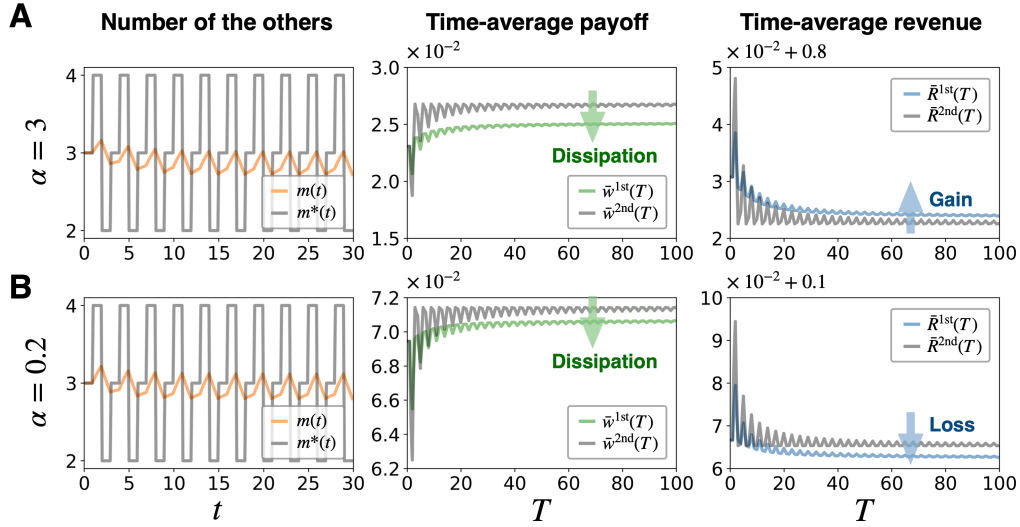 A
Number of the others
Time-average payoff
Time-average revenue
× 10⁻²
× 10⁻² + 0.8
α = 3
4
3
2
0 5 10 15 20 25 30
m(t)
m*(t)
3.0
2.5
2.0
1.5
0 20 40 60 80 100
Dissipation
w̄¹ˢᵗ(T)
w̄²ⁿᵈ(T)
5
4
3
2
0 20 40 60 80 100
R̄¹ˢᵗ(T)
R̄²ⁿᵈ(T)
Gain
B
× 10⁻²
× 10⁻² + 0.1
α = 0.2
4
3
2
0 5 10 15 20 25 30
t
m(t)
m*(t)
7.2
7.0
6.8
6.6
6.4
6.2
0 20 40 60 80 100
T
Dissipation
w̄¹ˢᵗ(T)
w̄²ⁿᵈ(T)
10
9
8
7
6
0 20 40 60 80 100
T
R̄¹ˢᵗ(T)
R̄²ⁿᵈ(T)
Loss